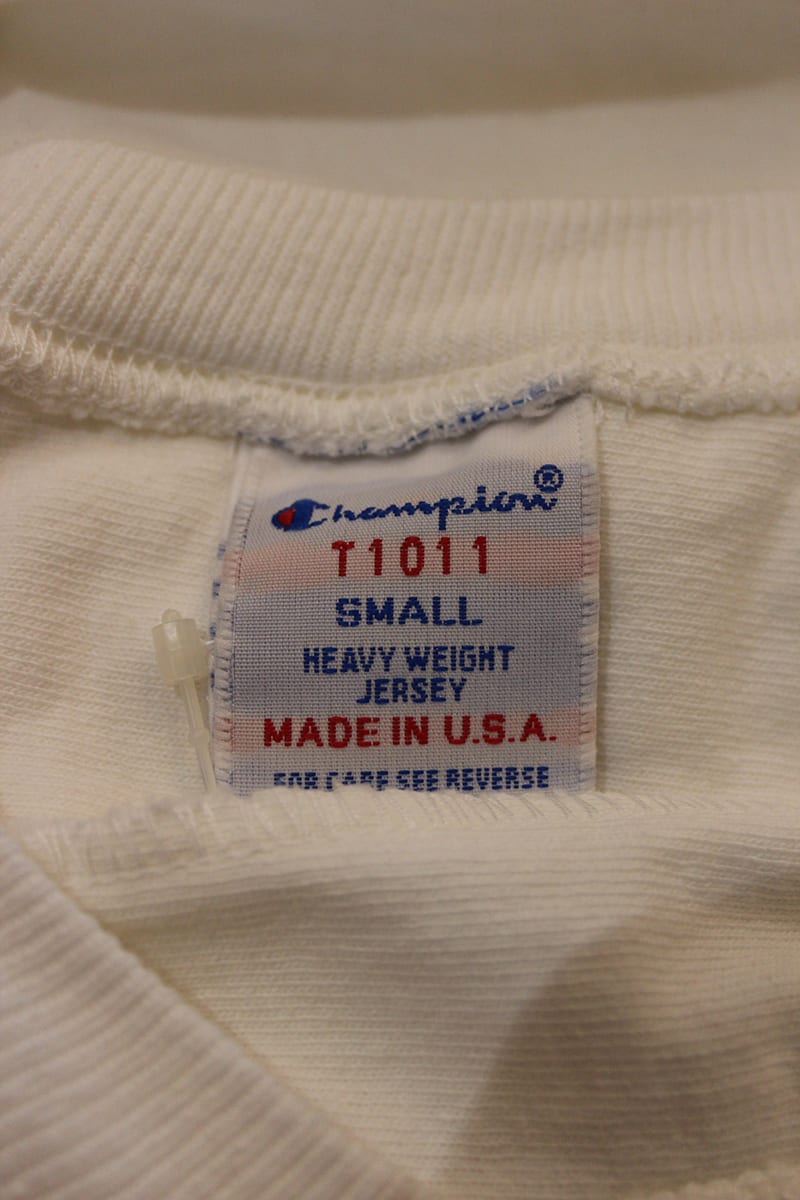 Champion®
T1011
SMALL
HEAVY WEIGHT
JERSEY
MADE IN U.S.A.
FOR CARE SEE REVERSE